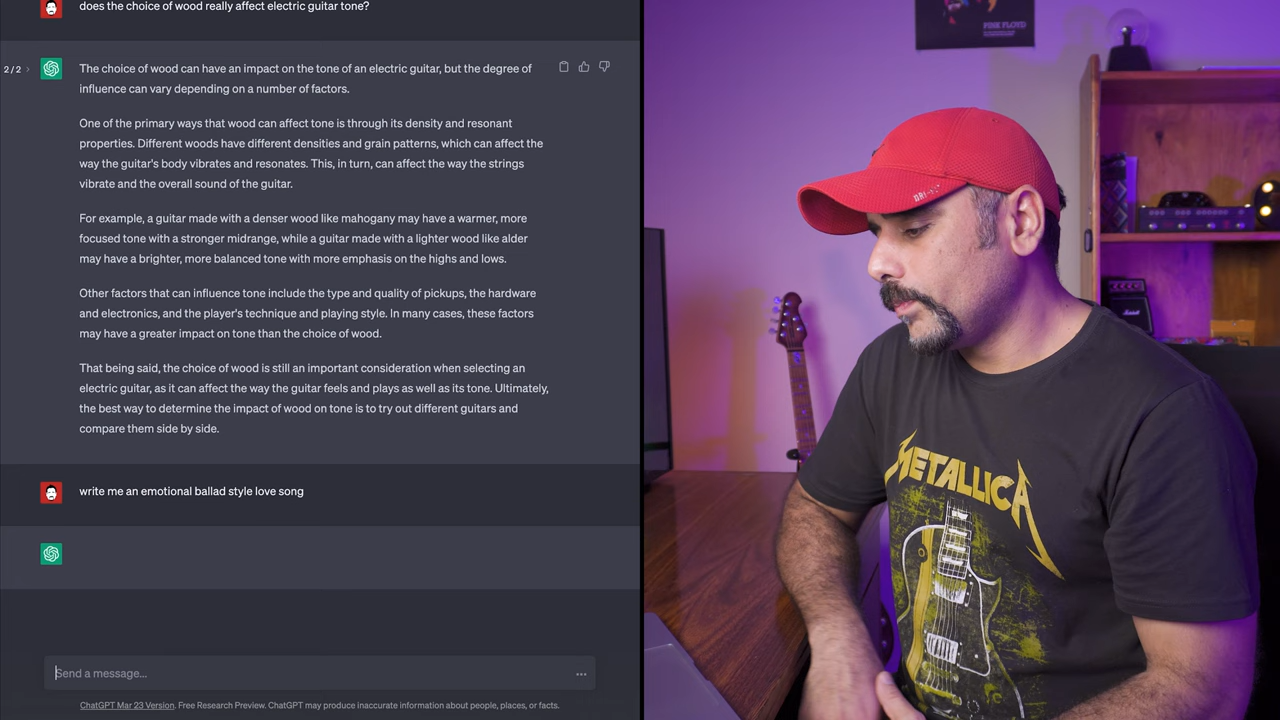 does the choice of wood really affect electric guitar tone?
2 / 2
The choice of wood can have an impact on the tone of an electric guitar, but the degree of
influence can vary depending on a number of factors.
One of the primary ways that wood can affect tone is through its density and resonant
properties. Different woods have different densities and grain patterns, which can affect the
way the guitar's body vibrates and resonates. This, in turn, can affect the way the strings
vibrate and the overall sound of the guitar.
For example, a guitar made with a denser wood like mahogany may have a warmer, more
focused tone with a stronger midrange, while a guitar made with a lighter wood like alder
may have a brighter, more balanced tone with more emphasis on the highs and lows.
Other factors that can influence tone include the type and quality of pickups, the hardware
and electronics, and the player's technique and playing style. In many cases, these factors
may have a greater impact on tone than the choice of wood.
That being said, the choice of wood is still an important consideration when selecting an
electric guitar, as it can affect the way the guitar feels and plays as well as its tone. Ultimately,
the best way to determine the impact of wood on tone is to try out different guitars and
compare them side by side.
write me an emotional ballad style love song
Send a message...
ChatGPT Mar 23 Version. Free Research Preview. ChatGPT may produce inaccurate information about people, places, or facts.
PINK FLOYD
METALLICA
Marshall